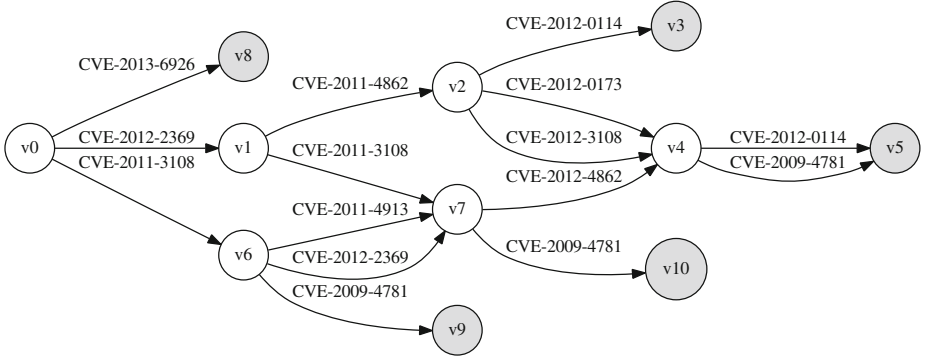 CVE-2012-0114
v3
CVE-2013-6926
v8
CVE-2011-4862
v2
CVE-2012-0173
v0
CVE-2012-2369
v1
CVE-2012-3108
v4
CVE-2012-0114
v5
CVE-2011-3108
CVE-2011-3108
CVE-2009-4781
CVE-2012-4862
CVE-2011-4913
v7
v6
CVE-2012-2369
CVE-2009-4781
v10
CVE-2009-4781
v9